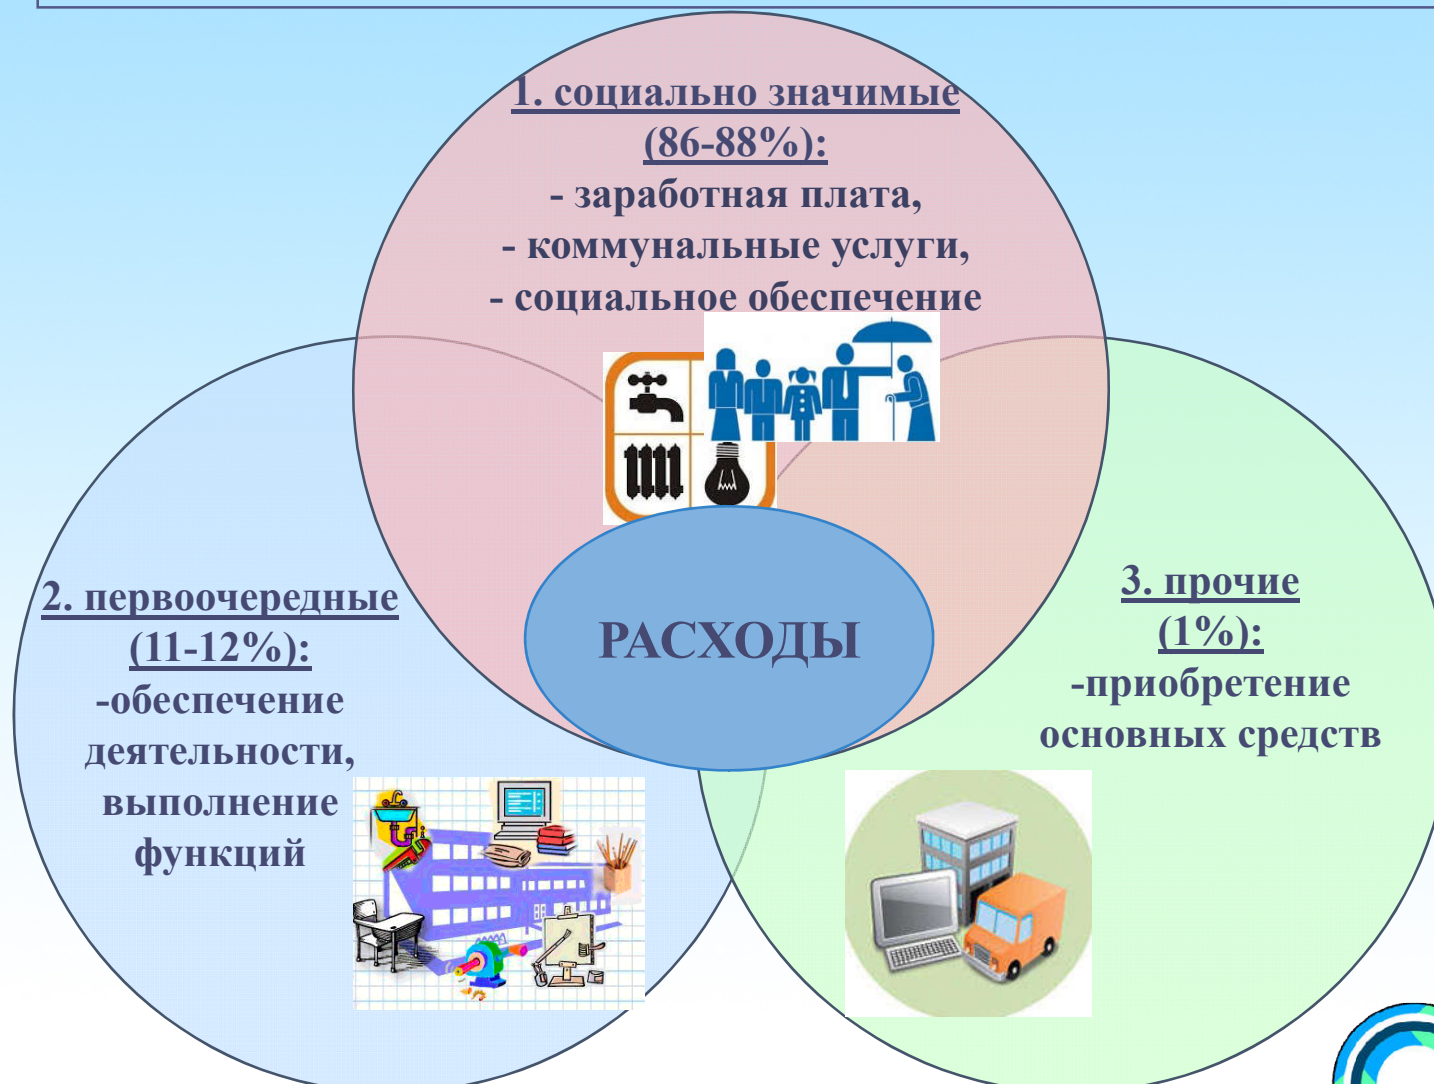 1. социально значимые
(86-88%):
- заработная плата,
- коммунальные услуги,
- социальное обеспечение
2. первоочередные
(11-12%):
-обеспечение
деятельности,
выполнение
функций
РАСХОДЫ
3. прочие
(1%):
-приобретение
основных средств